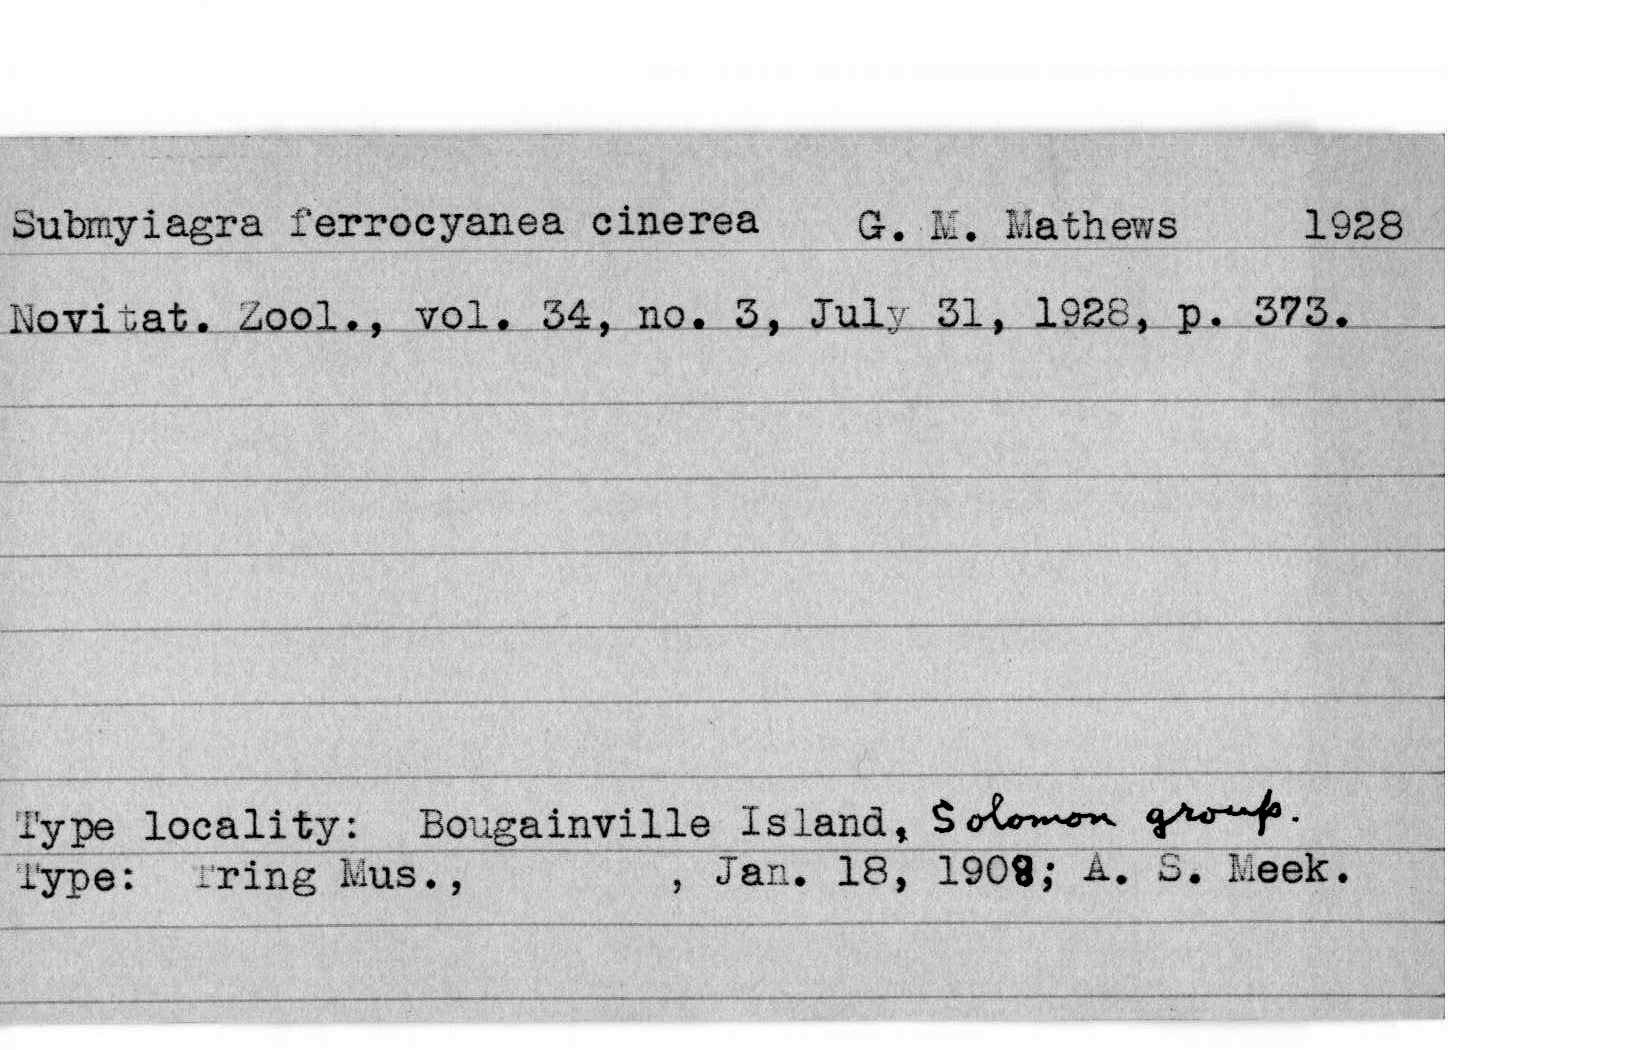 Submyiagra ferrocyanea cinerea G. M. Mathews 1928
Novitat. Zool., vol. 34, no. 3, July 31, 1928, p. 373.
Type locality: Bougainville Island, Solomon group.
Type: Tring Mus., , Jan. 18, 1908; A. S. Meek.